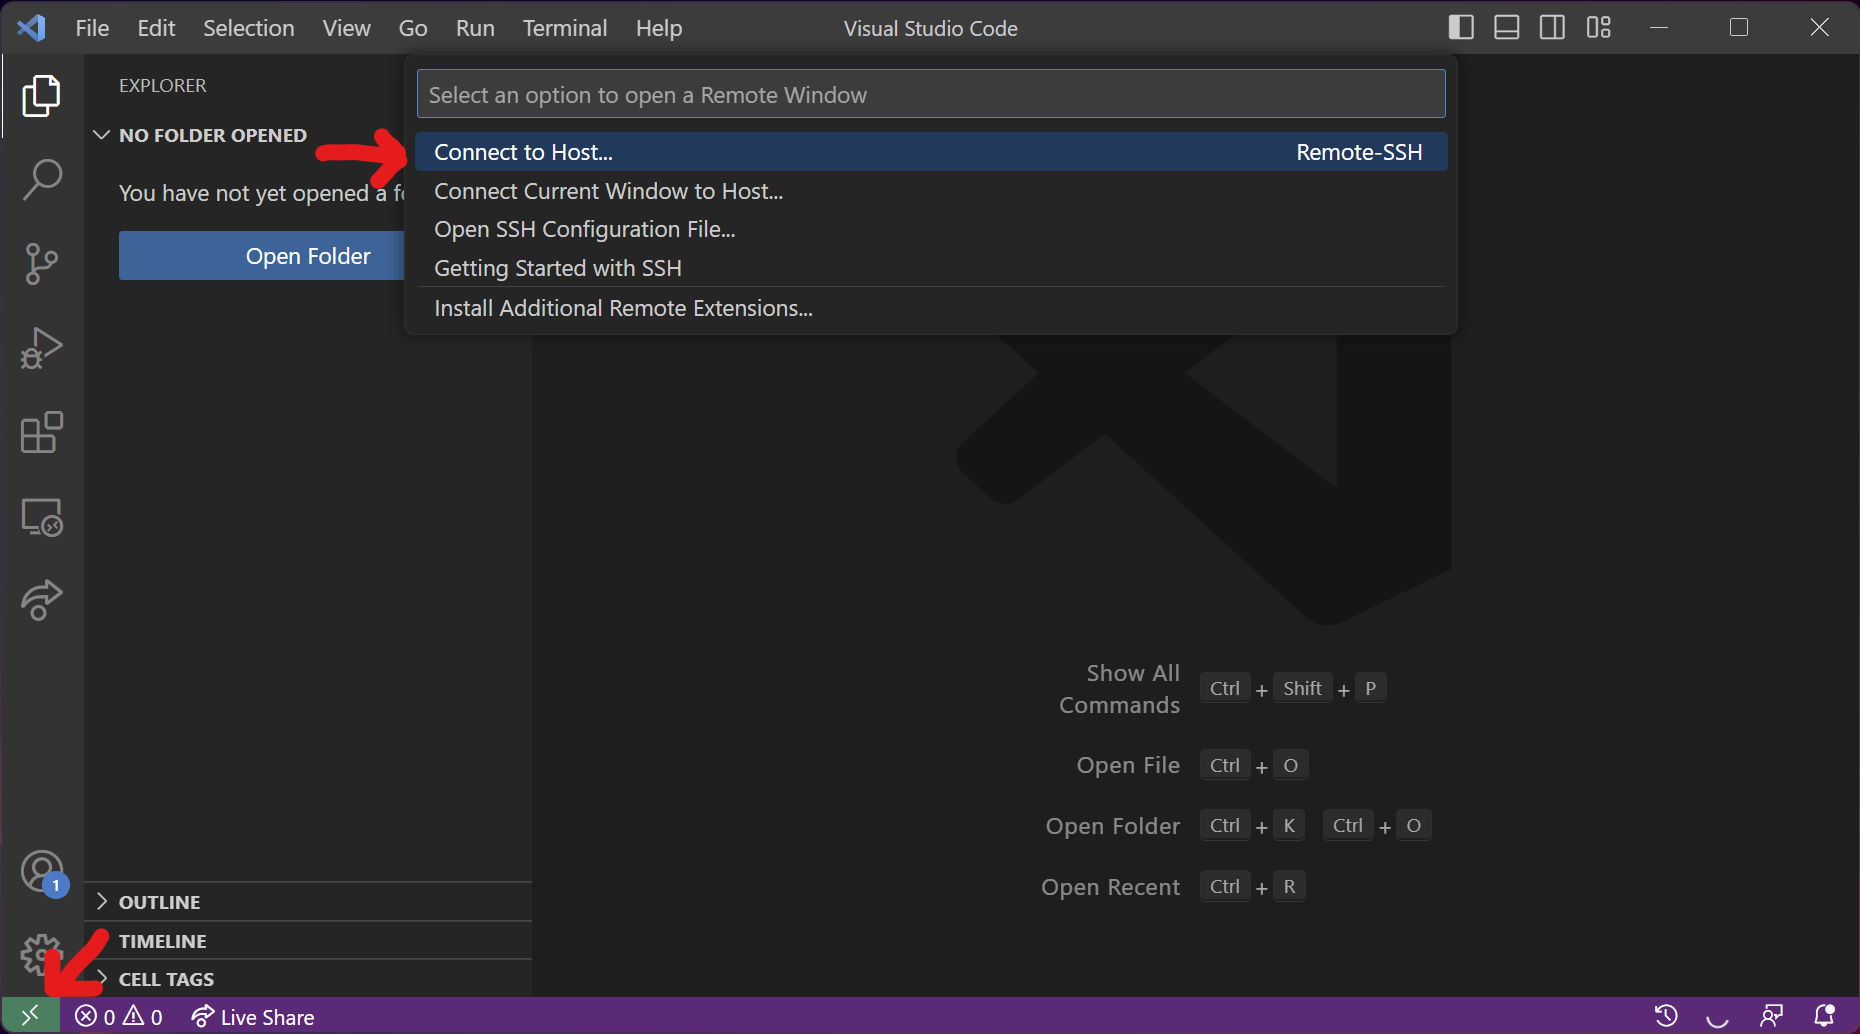 File Edit Selection View Go Run Terminal Help Visual Studio Code
EXPLORER
NO FOLDER OPENED
You have not yet opened a fo
Open Folder
Select an option to open a Remote Window
Connect to Host... Remote-SSH
Connect Current Window to Host...
Open SSH Configuration File...
Getting Started with SSH
Install Additional Remote Extensions...
Show All Commands Ctrl + Shift + P
Open File Ctrl + O
Open Folder Ctrl + K Ctrl + O
Open Recent Ctrl + R
1
OUTLINE
TIMELINE
CELL TAGS
0 0 Live Share